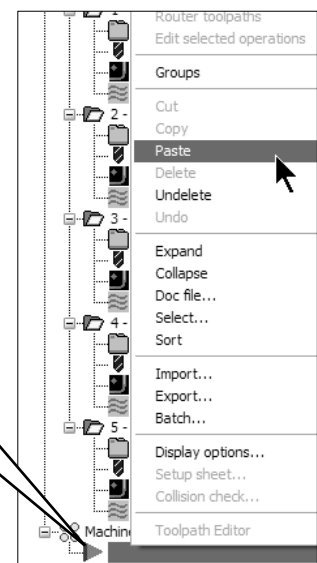 Router toolpaths
Edit selected operations
Groups
Cut
Copy
2 -
Paste
Delete
Undelete
Undo
3 -
Expand
Collapse
Doc file...
Select...
4 -
Sort
Import...
Export...
Batch...
5 -
Display options...
Setup sheet...
Collision check...
Machine
Toolpath Editor